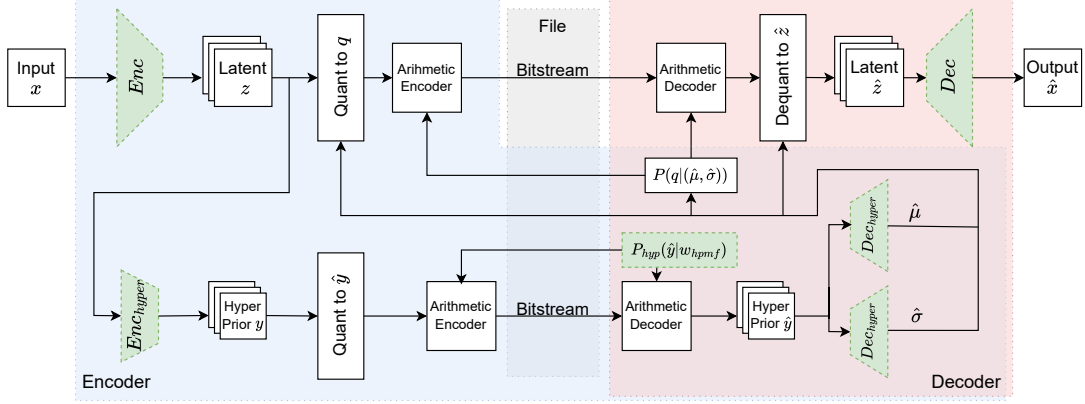 File
Input
x
Enc
Latent
z
Quant to q
Arihmetic
Encoder
Bitstream
Arithmetic
Decoder
Dequant to ẑ
Latent
ẑ
Dec
Output
x̂
P(q|(μ̂, σ̂))
Enc_hyper
Hyper
Prior y
Quant to ŷ
Arithmetic
Encoder
Bitstream
P_hyp(ŷ|w_hpmf)
Arithmetic
Decoder
Hyper
Prior ŷ
Dec_hyper
μ̂
Dec_hyper
σ̂
Encoder
Decoder